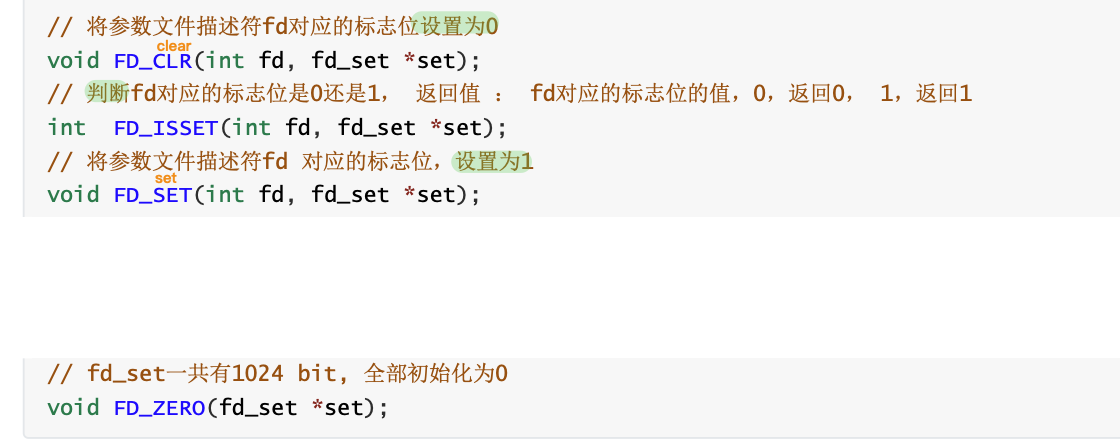 // 将参数文件描述符fd对应的标志位设置为0
clear
void FD_CLR(int fd, fd_set *set);
// 判断fd对应的标志位是0还是1， 返回值 ： fd对应的标志位的值，0，返回0， 1，返回1
int  FD_ISSET(int fd, fd_set *set);
// 将参数文件描述符fd 对应的标志位，设置为1
set
void FD_SET(int fd, fd_set *set);
// fd_set一共有1024 bit, 全部初始化为0
void FD_ZERO(fd_set *set);